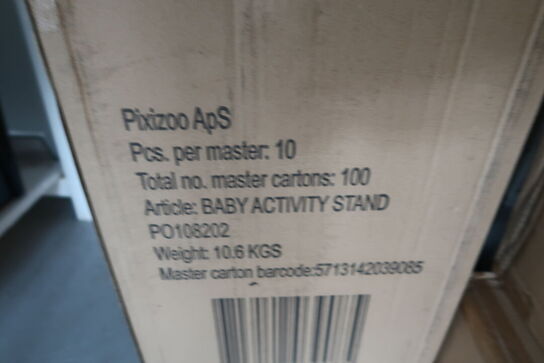 Pixizoo ApS
Pcs. per master: 10
Total no. master cartons: 100
Article: BABY ACTIVITY STAND
PO108202
Weight: 10.6 KGS
Master carton barcode:5713142039085